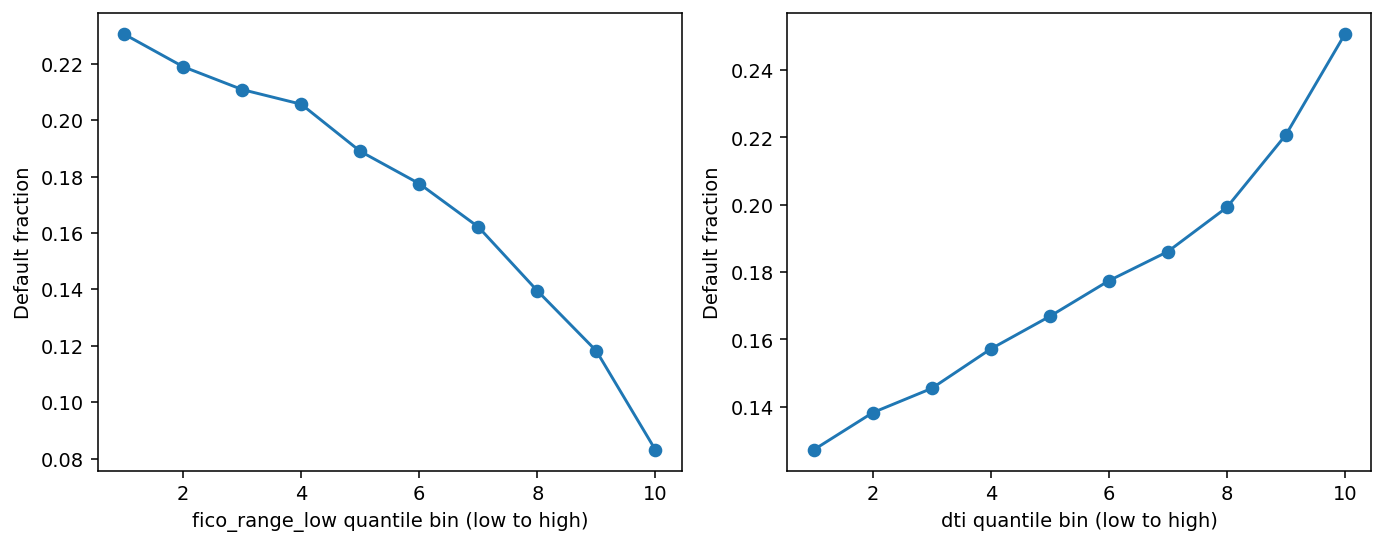 0.22
0.20
0.18
0.16
0.14
0.12
0.10
0.08
Default fraction
2 4 6 8 10
fico_range_low quantile bin (low to high)
0.24
0.22
0.20
0.18
0.16
0.14
Default fraction
2 4 6 8 10
dti quantile bin (low to high)